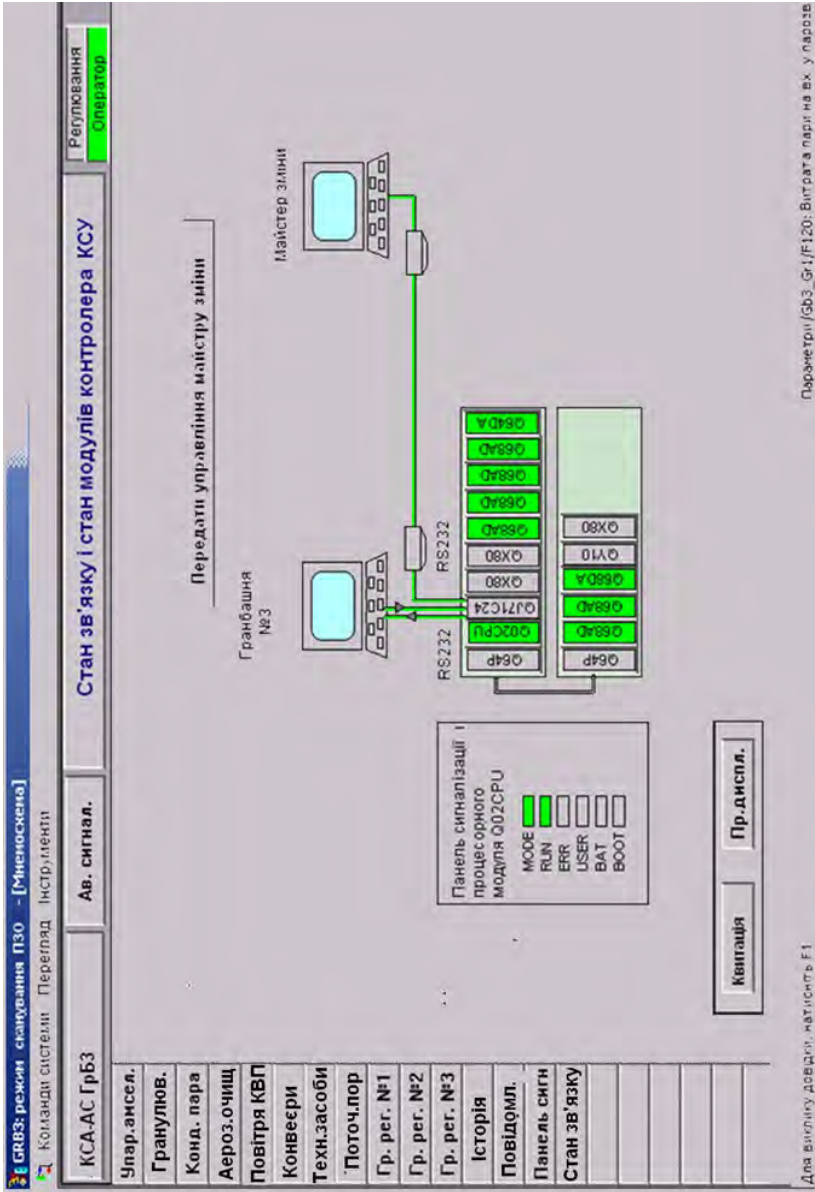 GRB3: режим сканування ПЗО - [Мнемосхема]
Команди системи Перегляд Інструменти
КСА-АС ГрБ3
Ав. сигнал.
Стан зв'язку і стан модулів контролера КСУ
Регулювання
Оператор
Упар.амсел.
Гранулюв.
Конд. пара
Аероз.очищ
Повітря КВП
Конвеєри
Техн.засоби
Поточ.пор
Гр. рег. №1
Гр. рег. №2
Гр. рег. №3
Історія
Повідомл.
Панель сигн
Стан зв'язку
Передати управління майстру зміни
Гранбашня
№3
Майстер зміни
RS232
RS232
Q64P
Q02CPU
QJ71C24
QX80
QX80
Q68AD
Q68AD
Q68AD
Q68AD
Q64DA
Q64P
Q68AD
Q68AD
Q68DA
QY10
QX80
Панель сигналізації
процесорного
модуля Q02CPU
MODE
RUN
ERR
USER
BAT
BOOT
Квитація
Пр.диспл.
Для виклику довідки, натисніть F1
Параметри/Gb3_Gr1/F120: Витрата пари на вх. у парозв